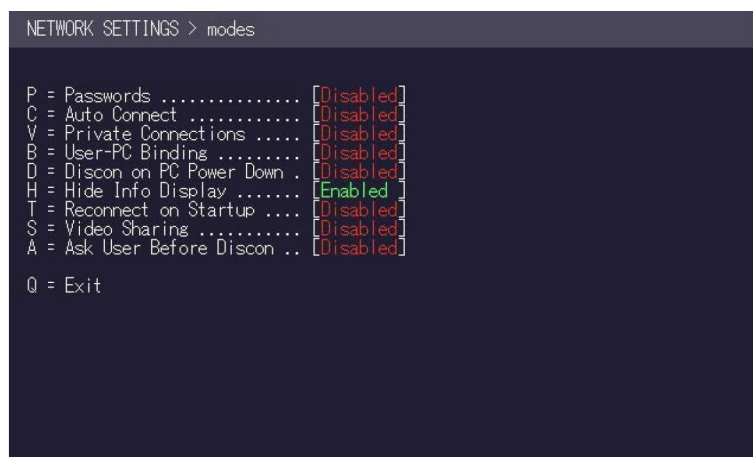 NETWORK SETTINGS > modes
P = Passwords ............... [Disabled]
C = Auto Connect ............ [Disabled]
V = Private Connections ..... [Disabled]
B = User-PC Binding ......... [Disabled]
D = Discon on PC Power Down . [Disabled]
H = Hide Info Display ....... [Enabled ]
T = Reconnect on Startup .... [Disabled]
S = Video Sharing ........... [Disabled]
A = Ask User Before Discon .. [Disabled]
Q = Exit